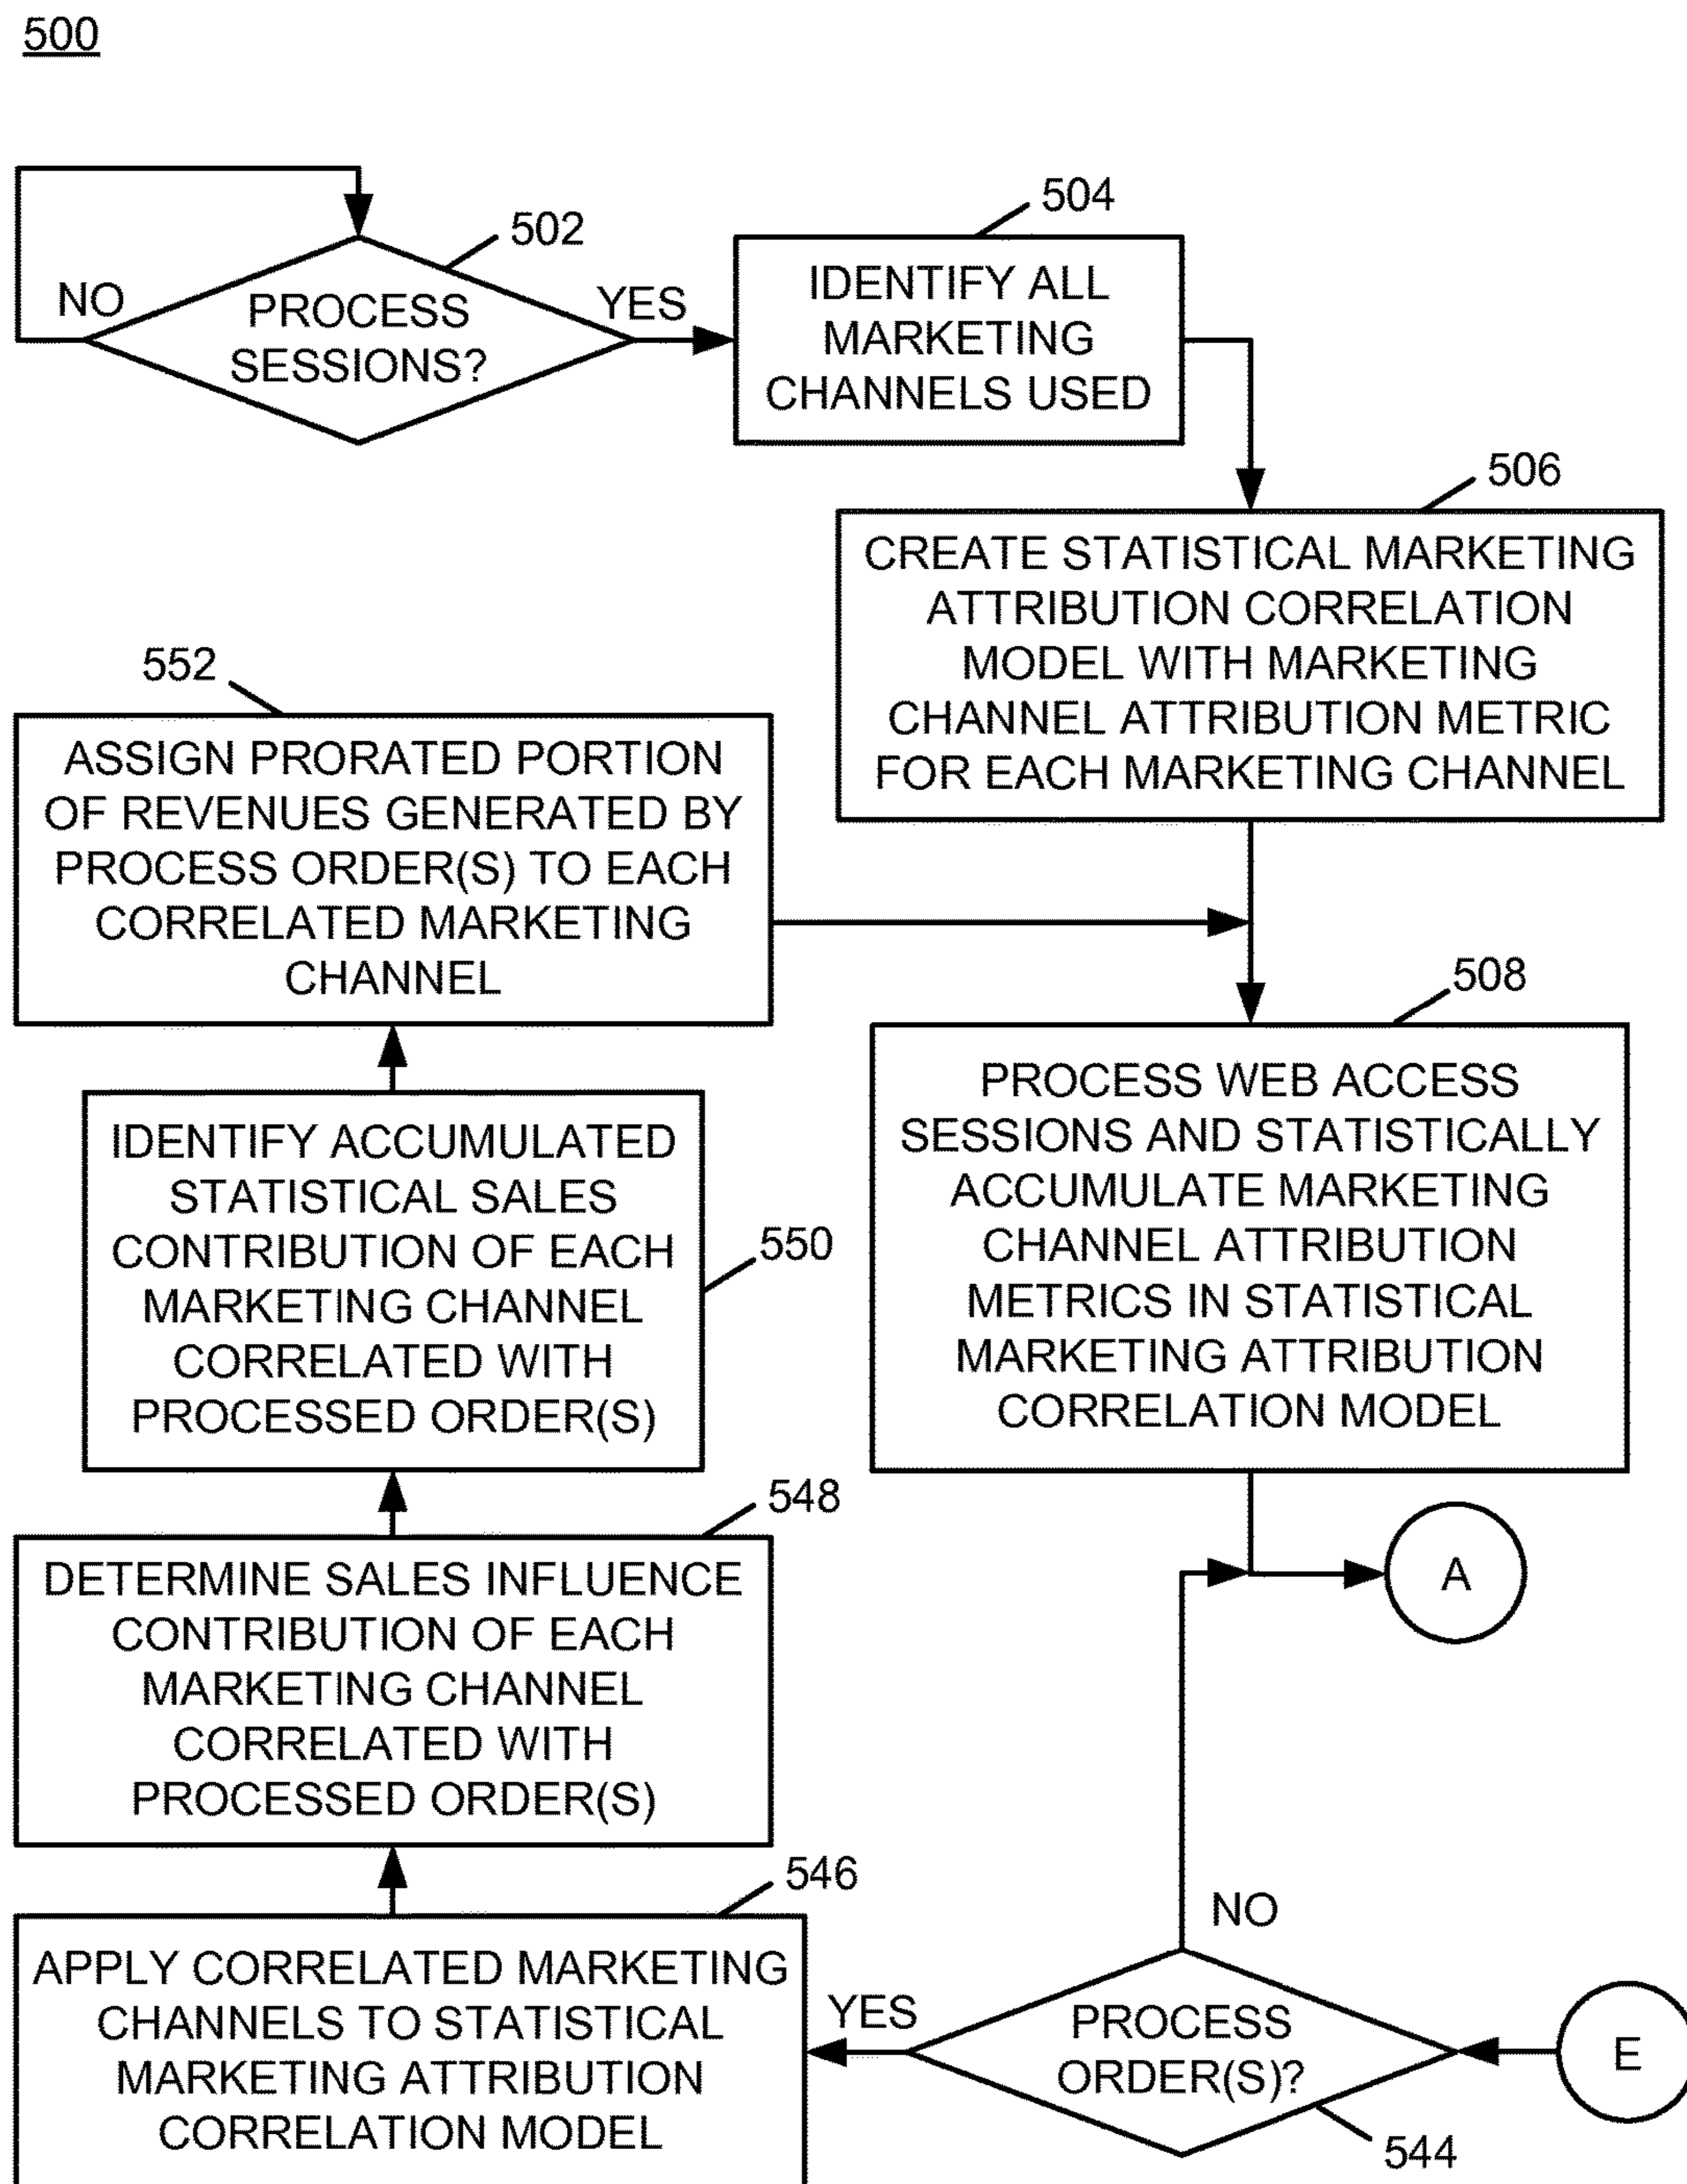 500
502
NO
PROCESS
SESSIONS?
YES
504
IDENTIFY ALL
MARKETING
CHANNELS USED
506
CREATE STATISTICAL MARKETING
ATTRIBUTION CORRELATION
MODEL WITH MARKETING
CHANNEL ATTRIBUTION METRIC
FOR EACH MARKETING CHANNEL
552
ASSIGN PRORATED PORTION
OF REVENUES GENERATED BY
PROCESS ORDER(S) TO EACH
CORRELATED MARKETING
CHANNEL
508
PROCESS WEB ACCESS
SESSIONS AND STATISTICALLY
ACCUMULATE MARKETING
CHANNEL ATTRIBUTION
METRICS IN STATISTICAL
MARKETING ATTRIBUTION
CORRELATION MODEL
IDENTIFY ACCUMULATED
STATISTICAL SALES
CONTRIBUTION OF EACH
MARKETING CHANNEL
CORRELATED WITH
PROCESSED ORDER(S)
550
548
DETERMINE SALES INFLUENCE
CONTRIBUTION OF EACH
MARKETING CHANNEL
CORRELATED WITH
PROCESSED ORDER(S)
A
546
APPLY CORRELATED MARKETING
CHANNELS TO STATISTICAL
MARKETING ATTRIBUTION
CORRELATION MODEL
YES
NO
PROCESS
ORDER(S)?
544
E